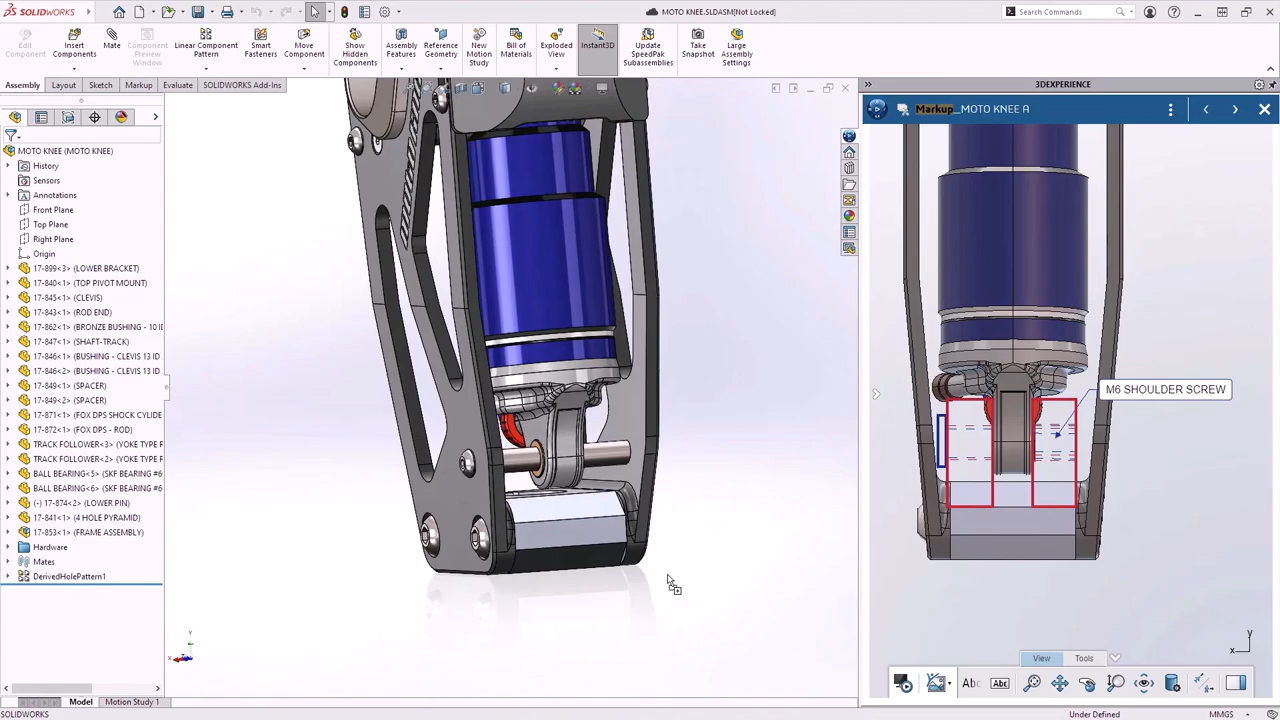 SOLIDWORKS
MOTO KNEE.SLDASM[Not Locked]
Search Commands
Edit Component
Insert Components
Mate
Component Preview Window
Linear Component Pattern
Smart Fasteners
Move Component
Show Hidden Components
Assembly Features
Reference Geometry
New Motion Study
Bill of Materials
Exploded View
Instant3D
Update SpeedPak Subassemblies
Take Snapshot
Large Assembly Settings
Assembly
Layout
Sketch
Markup
Evaluate
SOLIDWORKS Add-Ins
3DEXPERIENCE
Markup_MOTO KNEE A
MOTO KNEE (MOTO KNEE)
History
Sensors
Annotations
Front Plane
Top Plane
Right Plane
Origin
17-899<3> (LOWER BRACKET)
17-840<1> (TOP PIVOT MOUNT)
17-845<1> (CLEVIS)
17-843<1> (ROD END)
17-862<1> (BRONZE BUSHING - 10 ID
17-847<1> (SHAFT-TRACK)
17-846<1> (BUSHING - CLEVIS 13 ID
17-846<2> (BUSHING - CLEVIS 13 ID
17-849<1> (SPACER)
17-849<2> (SPACER)
17-871<1> (FOX DPS SHOCK CYLIDE
17-872<1> (FOX DPS - ROD)
TRACK FOLLOWER<3> (YOKE TYPE F
TRACK FOLLOWER<4> (YOKE TYPE F
BALL BEARING<5> (SKF BEARING #6
BALL BEARING<6> (SKF BEARING #6
(-) 17-874<2> (LOWER PIN)
17-841<1> (4 HOLE PYRAMID)
17-853<1> (FRAME ASSEMBLY)
Hardware
Mates
DerivedHolePattern1
M6 SHOULDER SCREW
Y
X
y
x
View
Tools
Abc
Abc
Model
Motion Study 1
SOLIDWORKS
Under Defined
MMGS